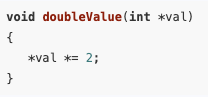 void doubleValue(int *val)
{
   *val *= 2;
}